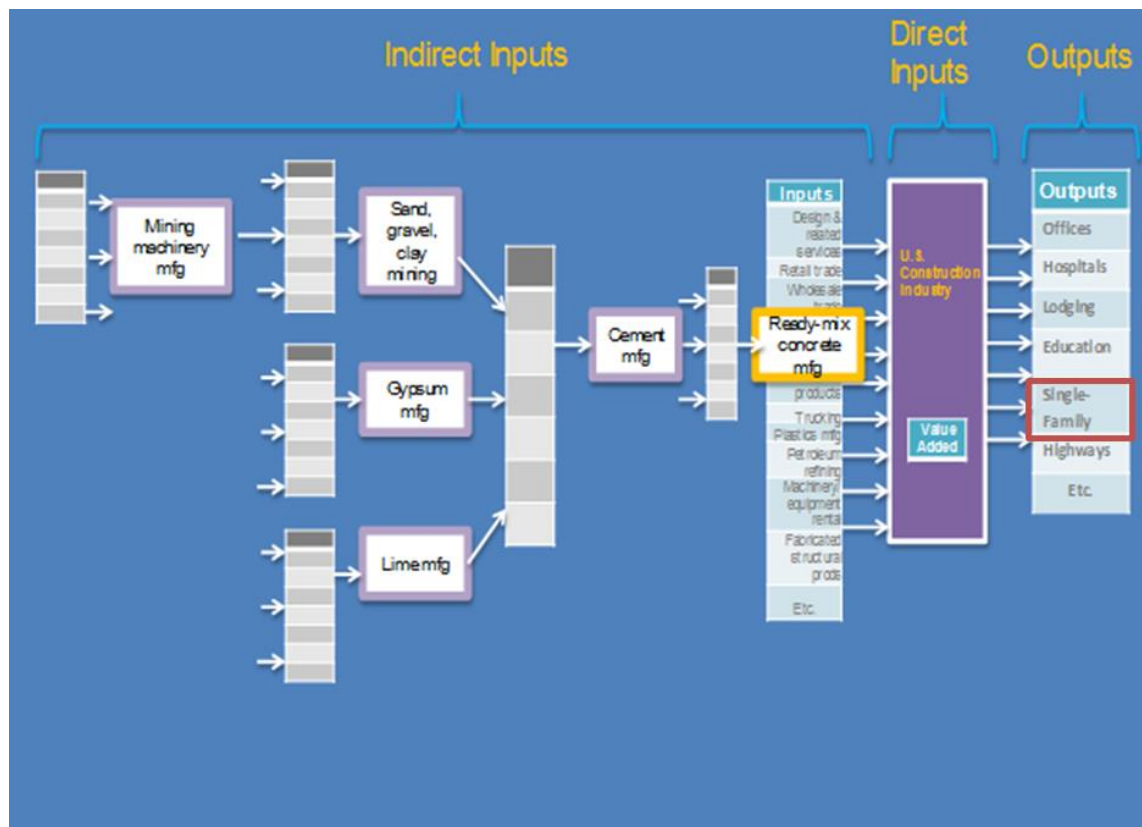 Indirect Inputs
Direct
Inputs
Outputs
Mining
machinery
mfg
Sand,
gravel,
clay
mining
Gypsum
mfg
Lime mfg
Cement
mfg
Inputs
Design &
related
services
Retail trade
Wholesale
trade
Ready-mix
concrete
mfg
products
Trucking
Plastics mfg
Petroleum
refining
Machinery/
equipment
rental
Fabricated
structural
prods
Etc.
U.S.
Construction
Industry
Value
Added
Outputs
Offices
Hospitals
Lodging
Education
Single-
Family
Highways
Etc.